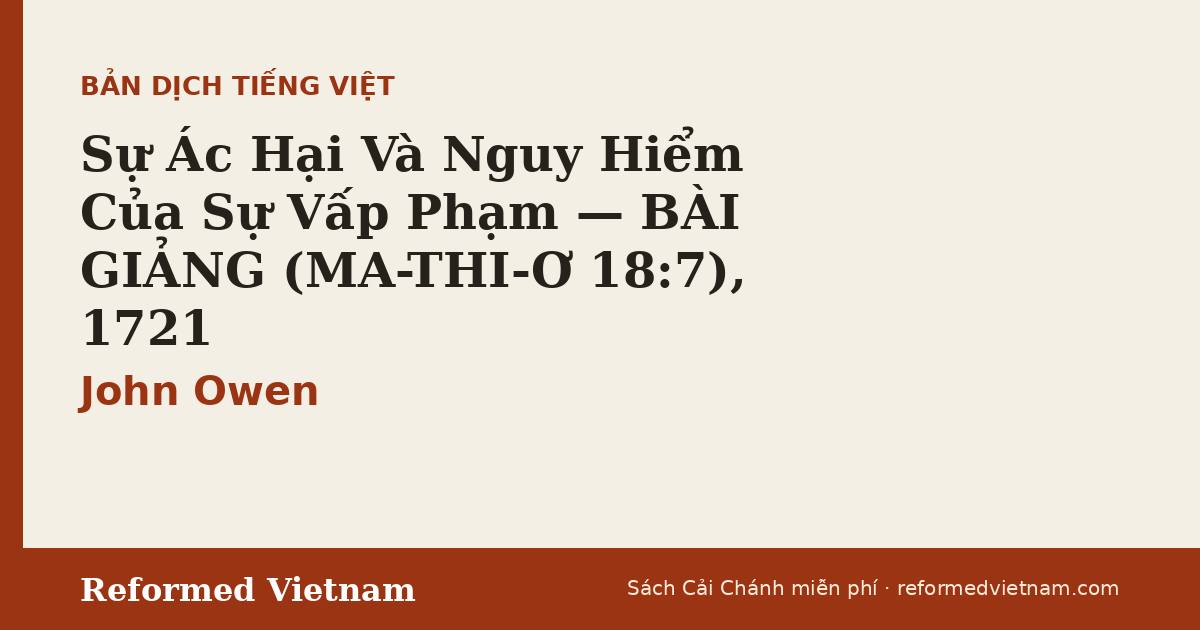 BẢN DỊCH TIẾNG VIỆT
Sự Ác Hại Và Nguy Hiểm
Của Sự Vấp Phạm — BÀI
GIẢNG (MA-THI-Ơ 18:7),
1721
John Owen
Reformed Vietnam
Sách Cải Chánh miễn phí · reformedvietnam.com